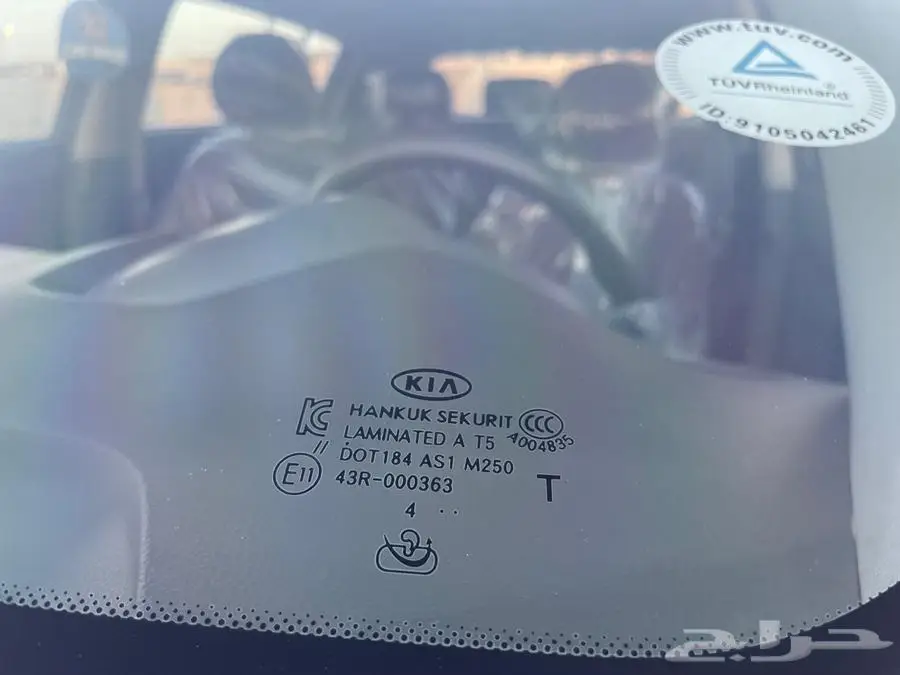 www.tuv.com
TÜVRheinland®
ID:9105042461
KIA
HANKUK SEKURIT CCC
LAMINATED A T5 A004835
DOT184 AS1 M250
E11 43R-000363 T
4 ..
حراج